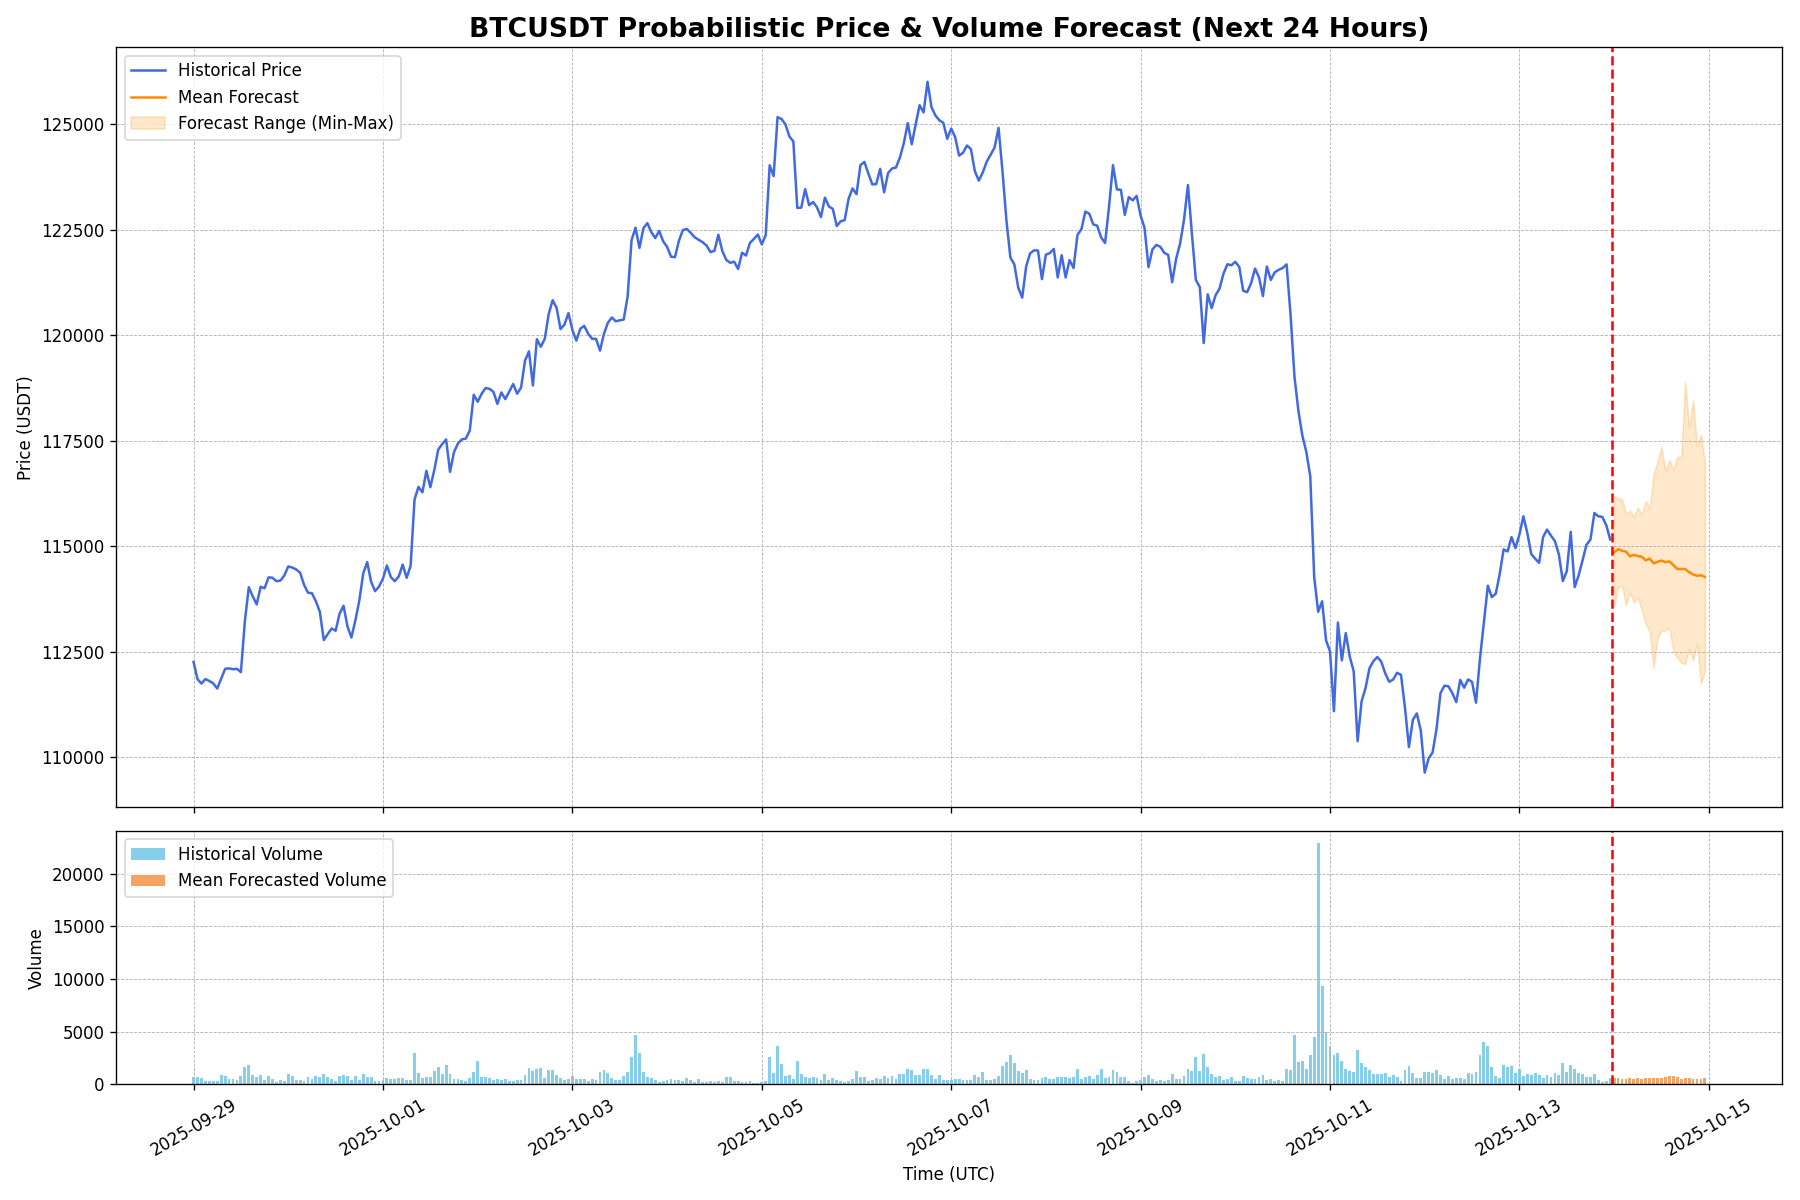 BTCUSDT Probabilistic Price & Volume Forecast (Next 24 Hours)
Historical Price
Mean Forecast
Forecast Range (Min-Max)
125000
122500
120000
117500
115000
112500
110000
Price (USDT)
Historical Volume
Mean Forecasted Volume
20000
15000
10000
5000
0
Volume
2025-09-29
2025-10-01
2025-10-03
2025-10-05
2025-10-07
2025-10-09
2025-10-11
2025-10-13
2025-10-15
Time (UTC)